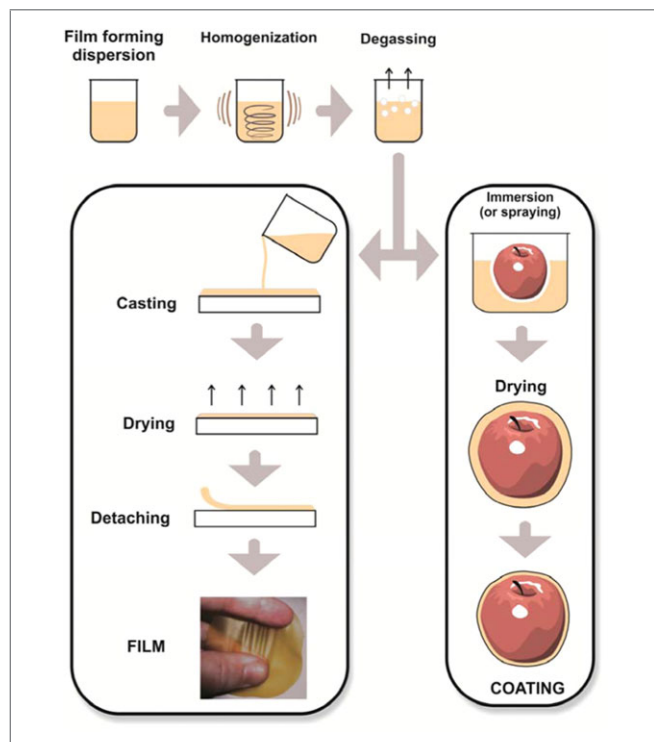 Film forming
dispersion
Homogenization
Degassing
Casting
Drying
Detaching
FILM
Immersion
(or spraying)
Drying
COATING